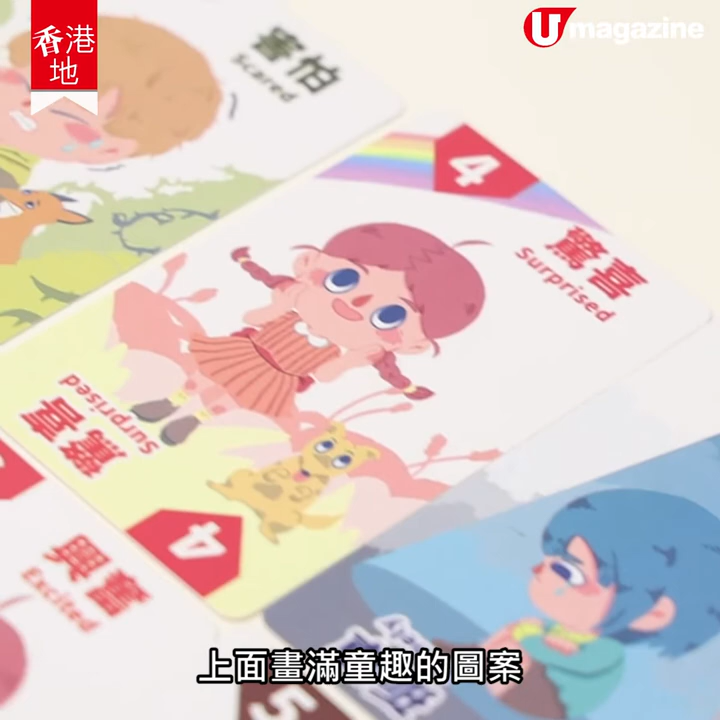 香港地
U magazine
害怕
Scared
4
驚喜
Surprised
驚喜
Surprised
4
興奮
Excited
5
上面畫滿童趣的圖案